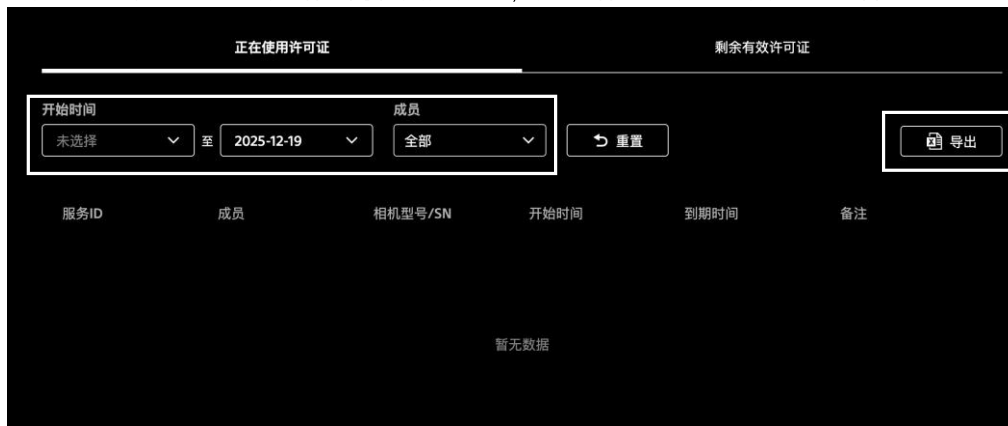 正在使用许可证 剩余有效许可证
开始时间 成员
未选择 至 2025-12-19 全部 重置 导出
服务ID 成员 相机型号/SN 开始时间 到期时间 备注
暂无数据